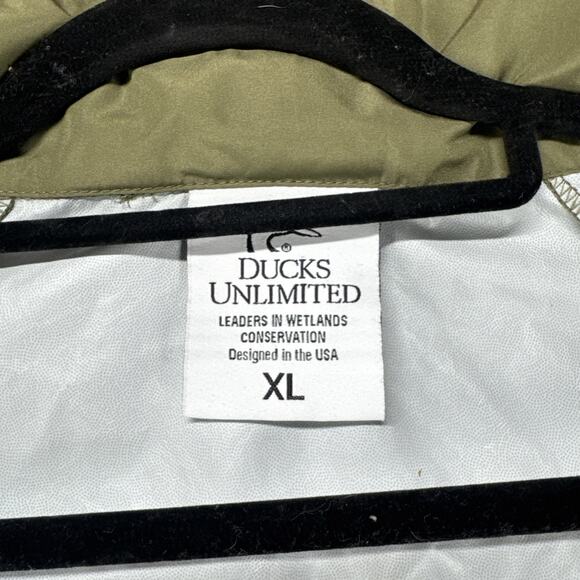 ®
DUCKS
UNLIMITED
LEADERS IN WETLANDS
CONSERVATION
Designed in the USA
XL